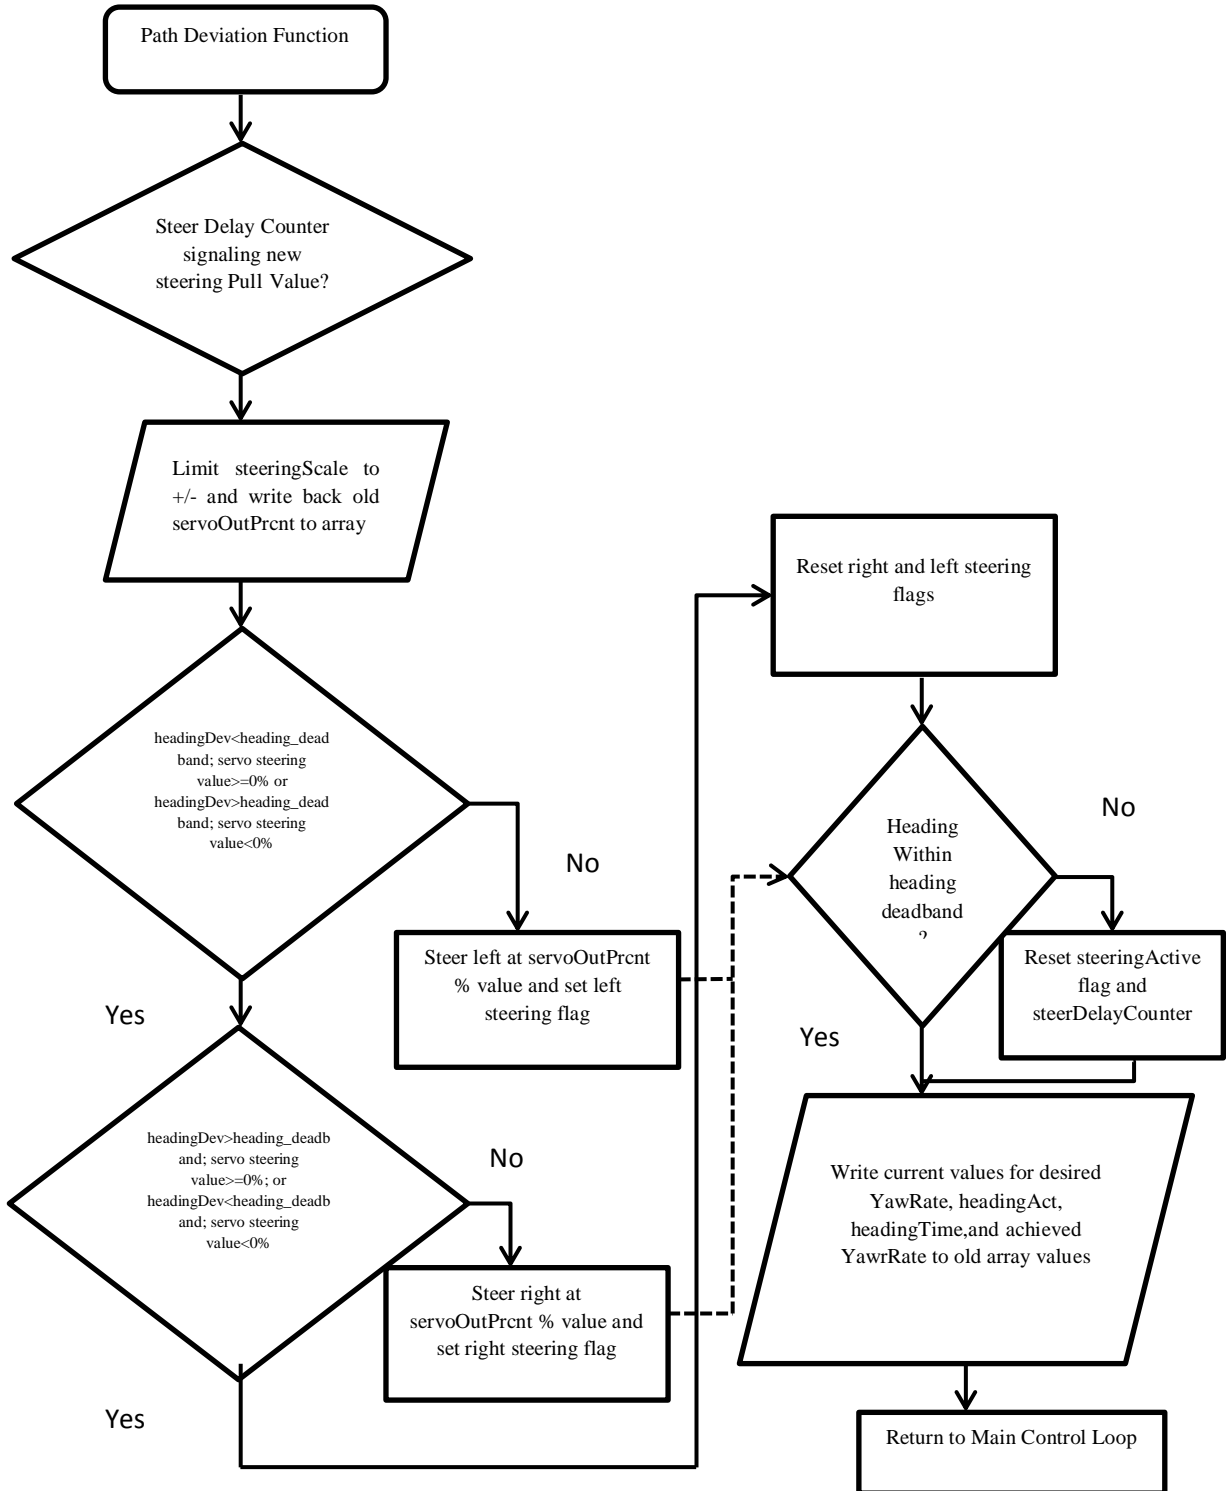 Path Deviation Function
Steer Delay Counter
signaling new
steering Pull Value?
Limit steeringScale to
+/- and write back old
servoOutPrcnt to array
headingDev<heading_dead
band; servo steering
value>=0% or
headingDev>heading_dead
band; servo steering
value<0%
No
Steer left at servoOutPrcnt
% value and set left
steering flag
Yes
headingDev>heading_deadb
and; servo steering
value>=0%; or
headingDev<heading_deadb
and; servo steering
value<0%
No
Steer right at
servoOutPrcnt % value and
set right steering flag
Yes
Reset right and left steering
flags
Heading
Within
heading
deadband
?
No
Reset steeringActive
flag and
steerDelayCounter
Yes
Write current values for desired
YawRate, headingAct,
headingTime,and achieved
YawrRate to old array values
Return to Main Control Loop